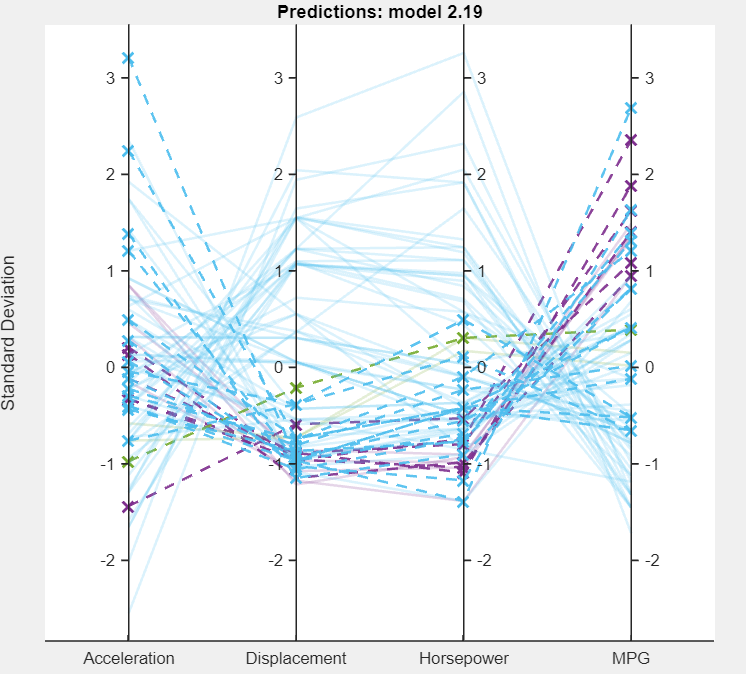 Predictions: model 2.19
Standard Deviation
3 3 3 3
2 2 2 2
1 1 1 1
0 0 0 0
-1 -1 -1 -1
-2 -2 -2 -2
Acceleration Displacement Horsepower MPG